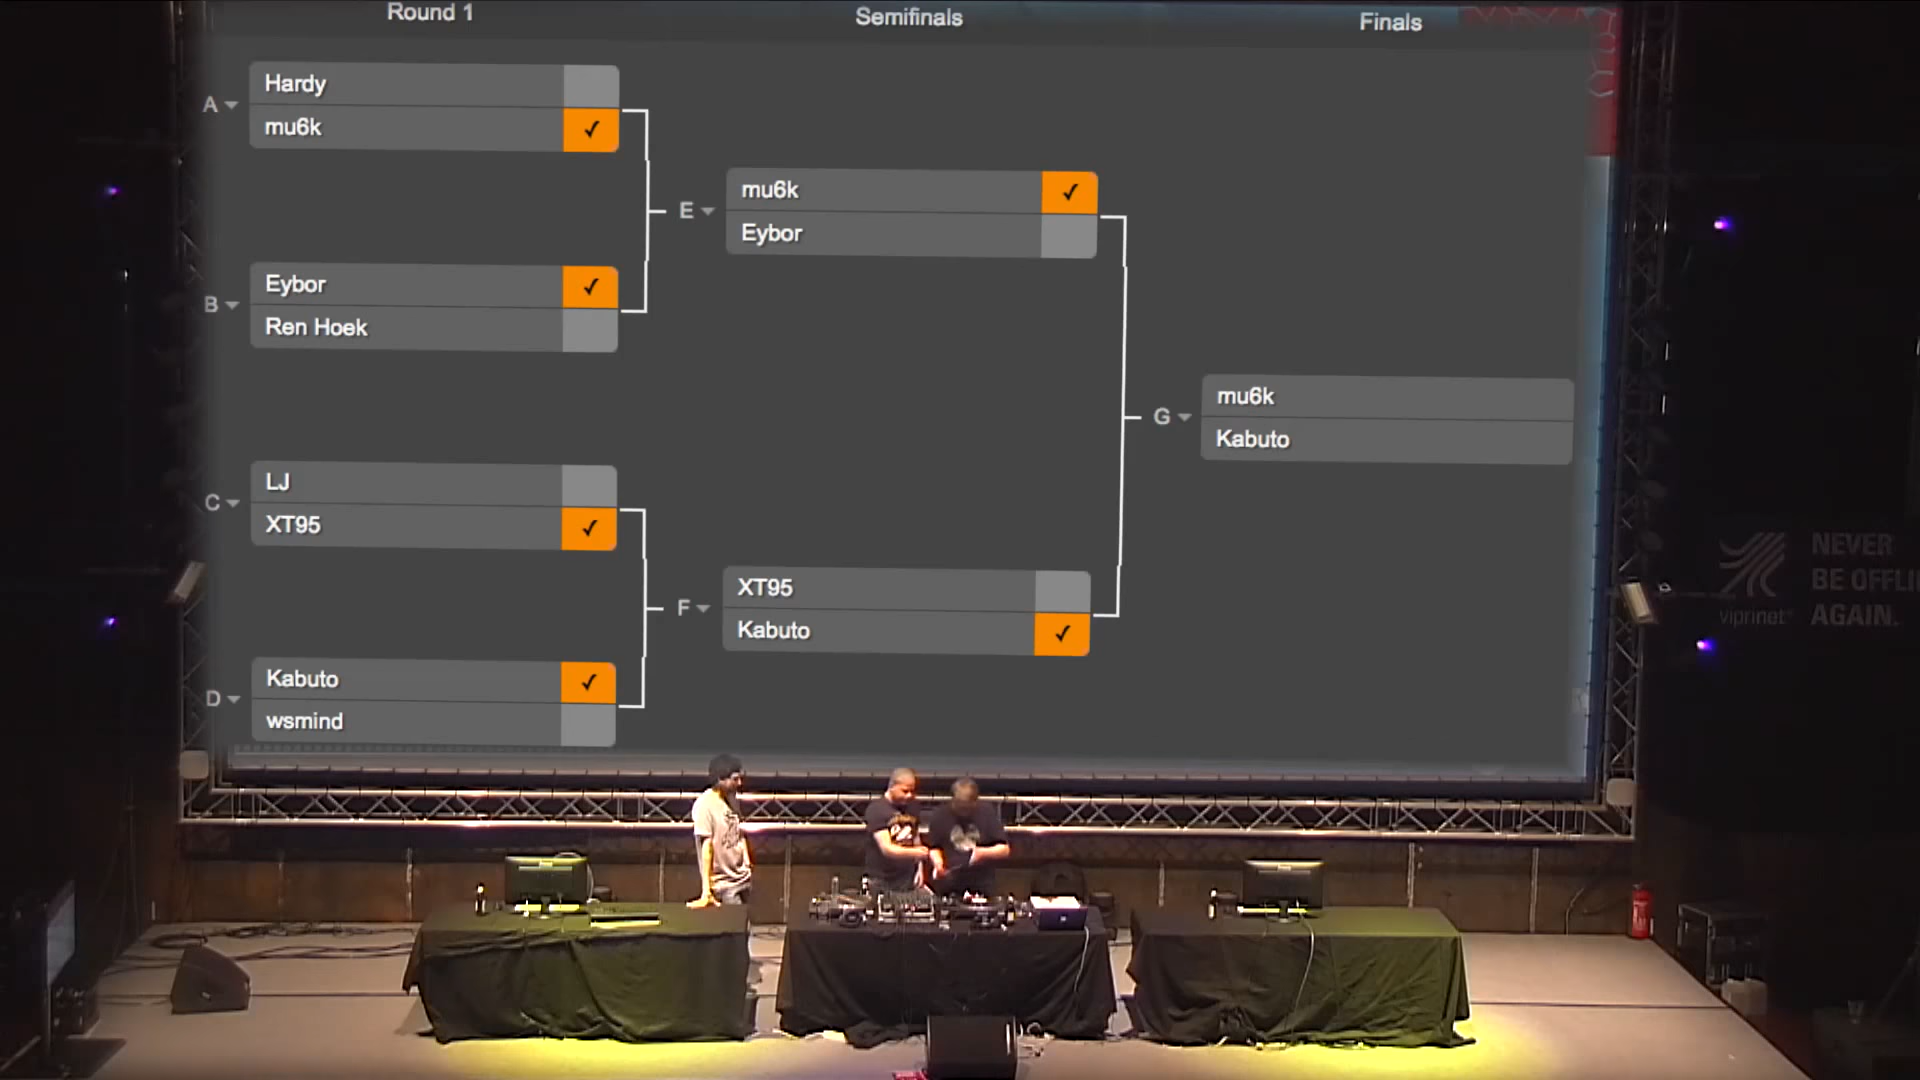 Round 1
Semifinals
Finals
A
Hardy
mu6k
B
Eybor
Ren Hoek
C
LJ
XT95
D
Kabuto
wsmind
E
mu6k
Eybor
F
XT95
Kabuto
G
mu6k
Kabuto
NEVER
BE OFFLI
AGAIN.
viprinet